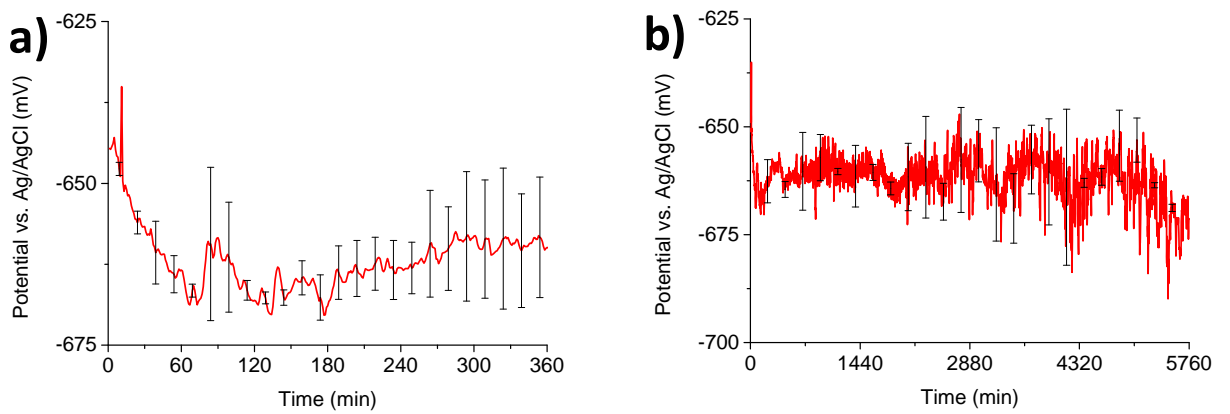 a)
Potential vs. Ag/AgCl (mV)
-625
-650
-675
0 60 120 180 240 300 360
Time (min)
b)
Potential vs. Ag/AgCl (mV)
-625
-650
-675
-700
0 1440 2880 4320 5760
Time (min)